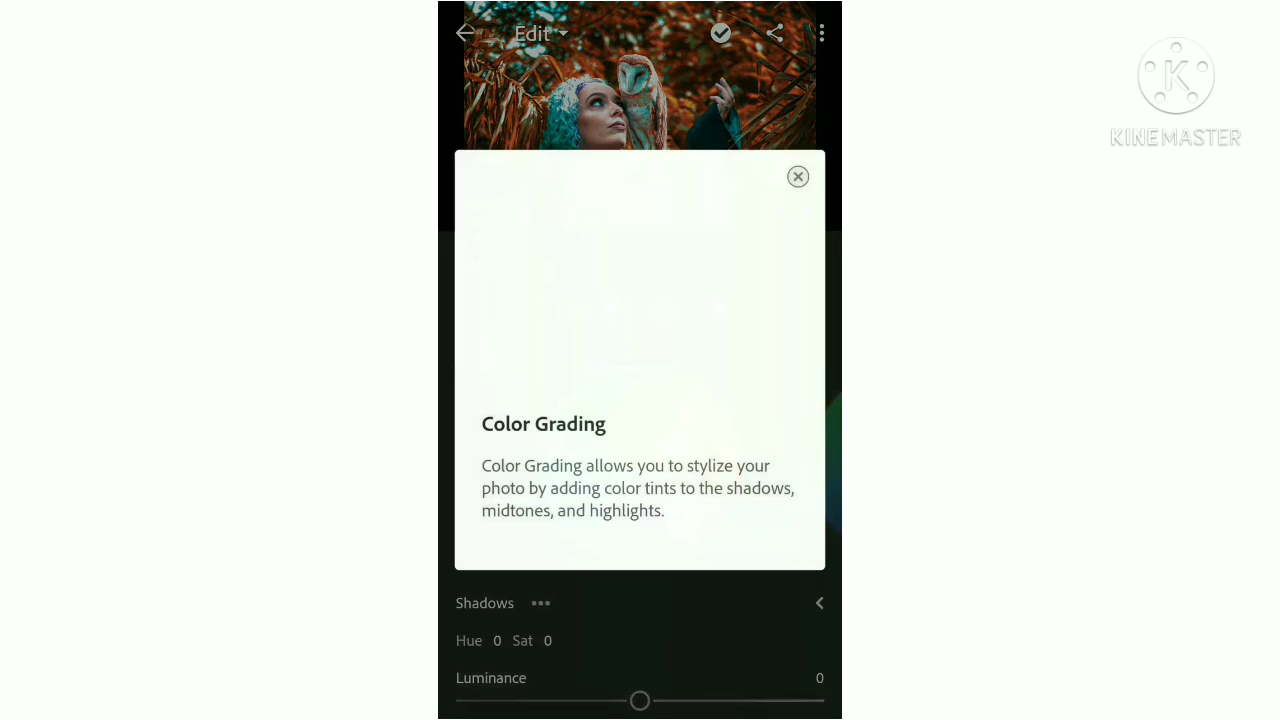 Edit
KINEMASTER
Color Grading
Color Grading allows you to stylize your
photo by adding color tints to the shadows,
midtones, and highlights.
Shadows
Hue 0 Sat 0
Luminance 0